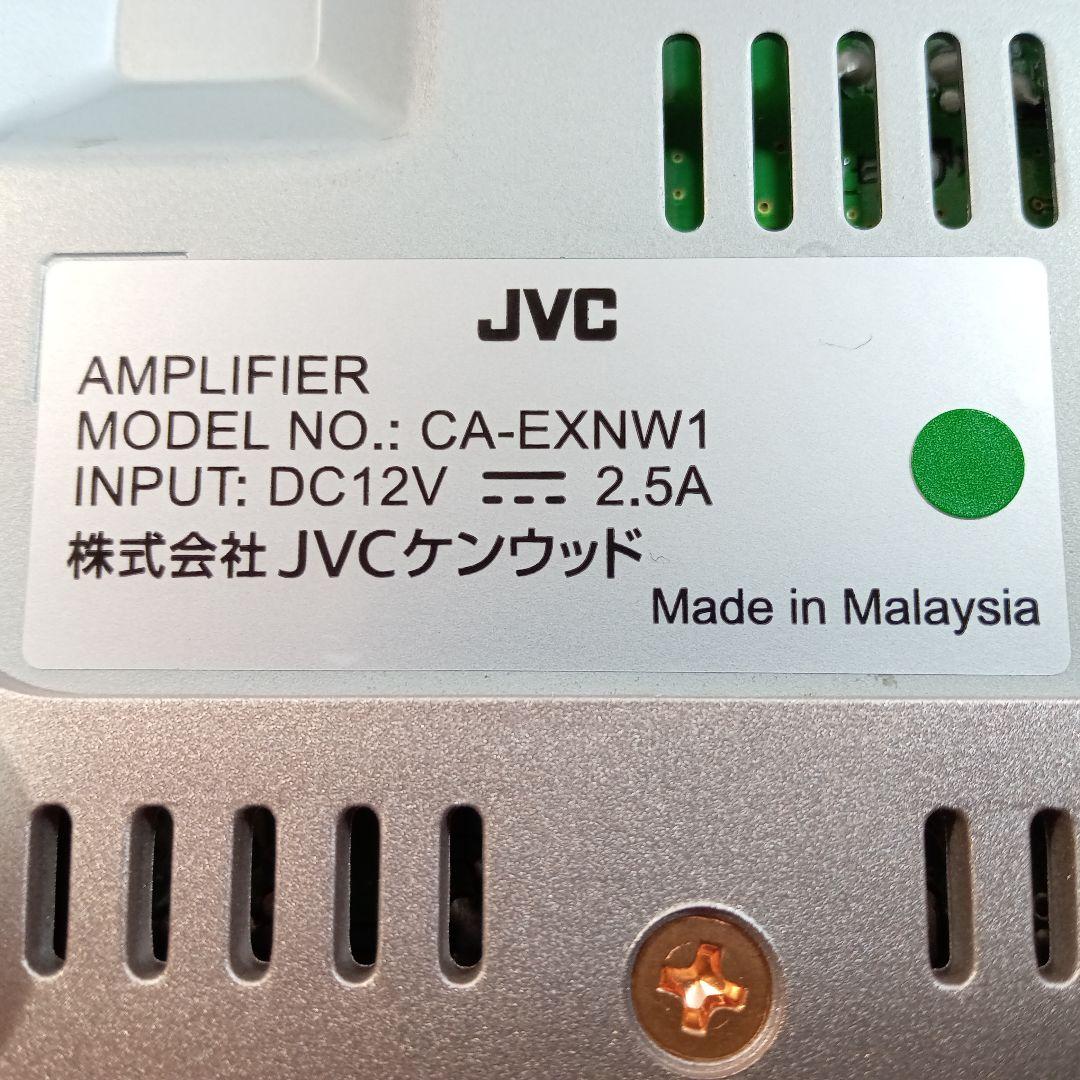 JVC
AMPLIFIER
MODEL NO.: CA-EXNW1
INPUT: DC12V ⎓ 2.5A
株式会社JVCケンウッド
Made in Malaysia